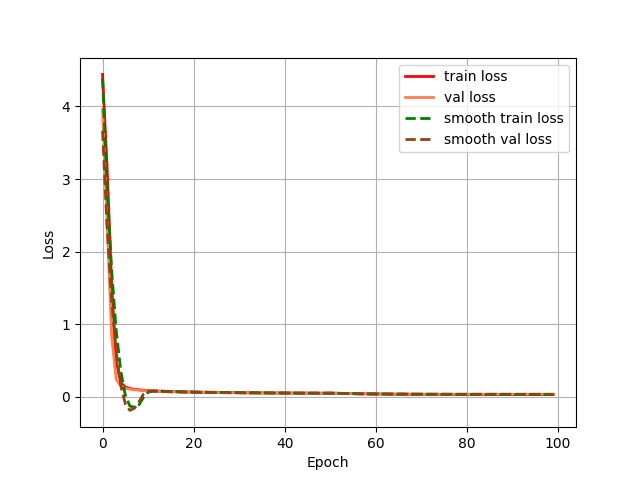 train loss
val loss
smooth train loss
smooth val loss
4
3
2
1
0
Loss
0 20 40 60 80 100
Epoch